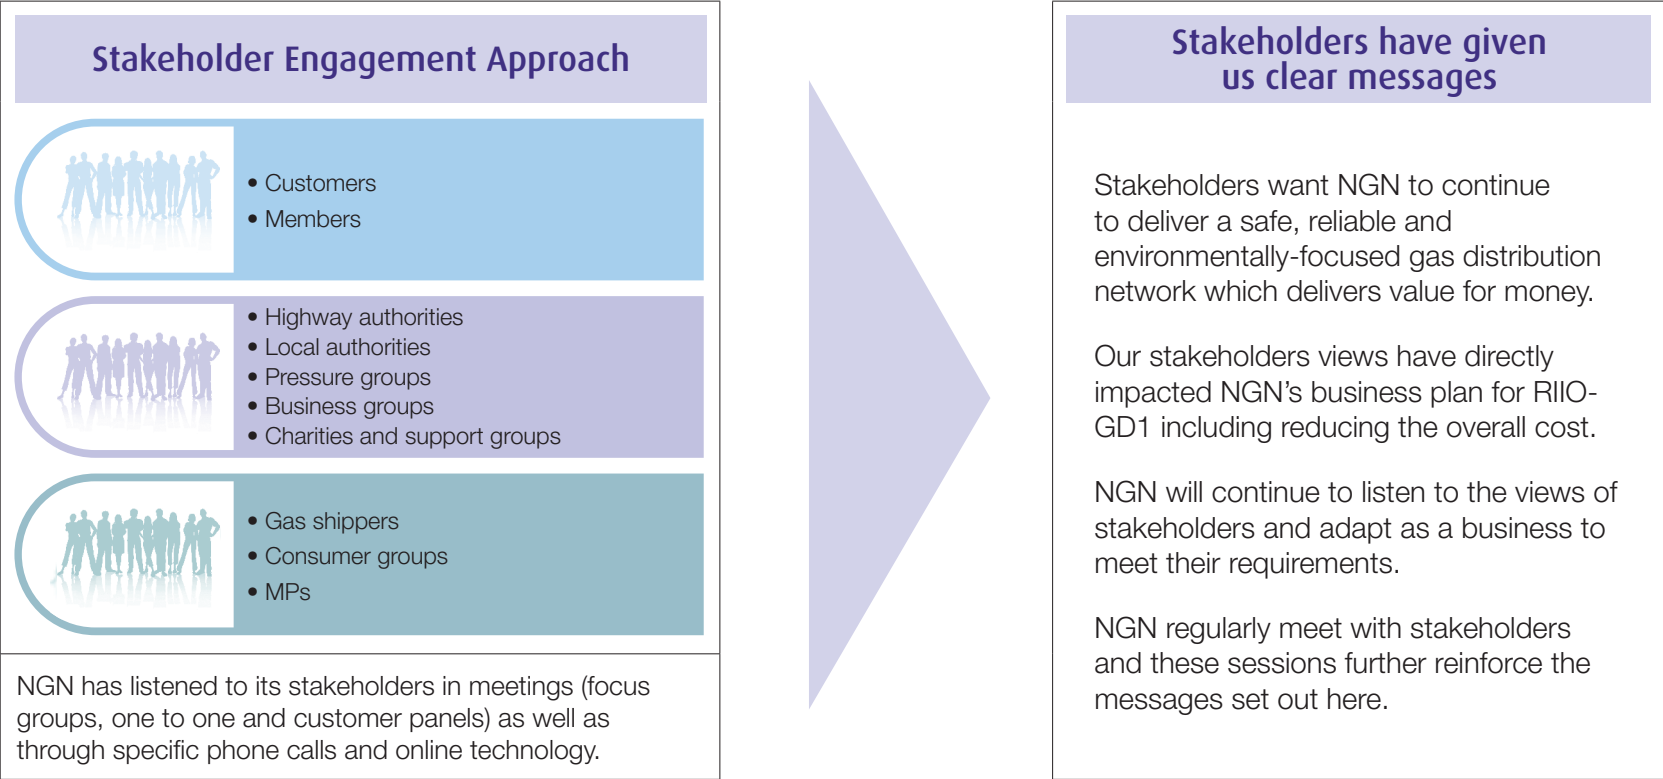 Stakeholder Engagement Approach
• Customers
• Members
• Highway authorities
• Local authorities
• Pressure groups
• Business groups
• Charities and support groups
• Gas shippers
• Consumer groups
• MPs
NGN has listened to its stakeholders in meetings (focus
groups, one to one and customer panels) as well as
through specific phone calls and online technology.
Stakeholders have given
us clear messages
Stakeholders want NGN to continue
to deliver a safe, reliable and
environmentally-focused gas distribution
network which delivers value for money.
Our stakeholders views have directly
impacted NGN’s business plan for RIIO-
GD1 including reducing the overall cost.
NGN will continue to listen to the views of
stakeholders and adapt as a business to
meet their requirements.
NGN regularly meet with stakeholders
and these sessions further reinforce the
messages set out here.